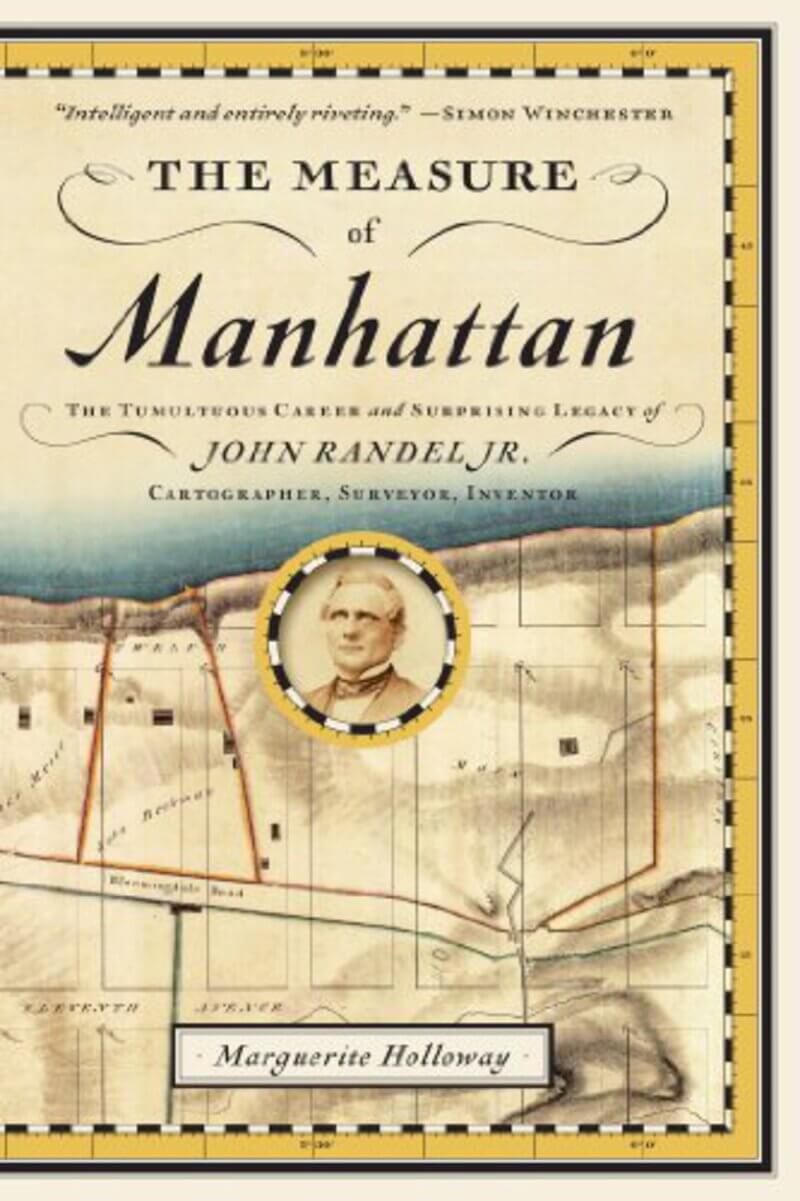 “Intelligent and entirely riveting.” —SIMON WINCHESTER
THE MEASURE
of
Manhattan
THE TUMULTUOUS CAREER and SURPRISING LEGACY of
JOHN RANDEL JR.
CARTOGRAPHER, SURVEYOR, INVENTOR
TWELFTH
Bloomingdale Road
ELEVENTH AVENUE
· Marguerite Holloway ·